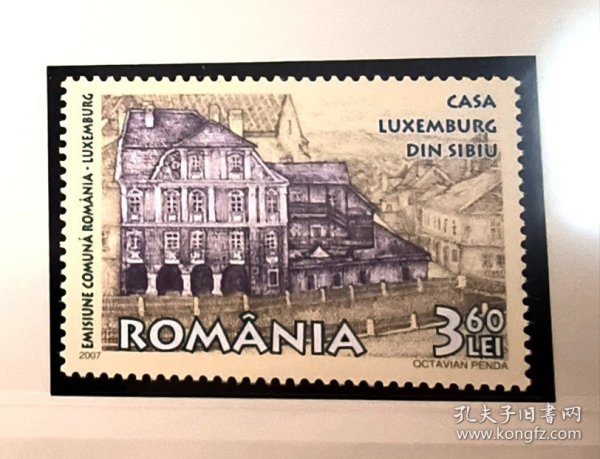 CASA
LUXEMBURG
DIN SIBIU
EMISIUNE COMUNĂ ROMÂNIA - LUXEMBURG
ROMÂNIA
3 60
LEI
2007
OCTAVIAN PENDA
孔夫子旧书网
www.kongfz.com